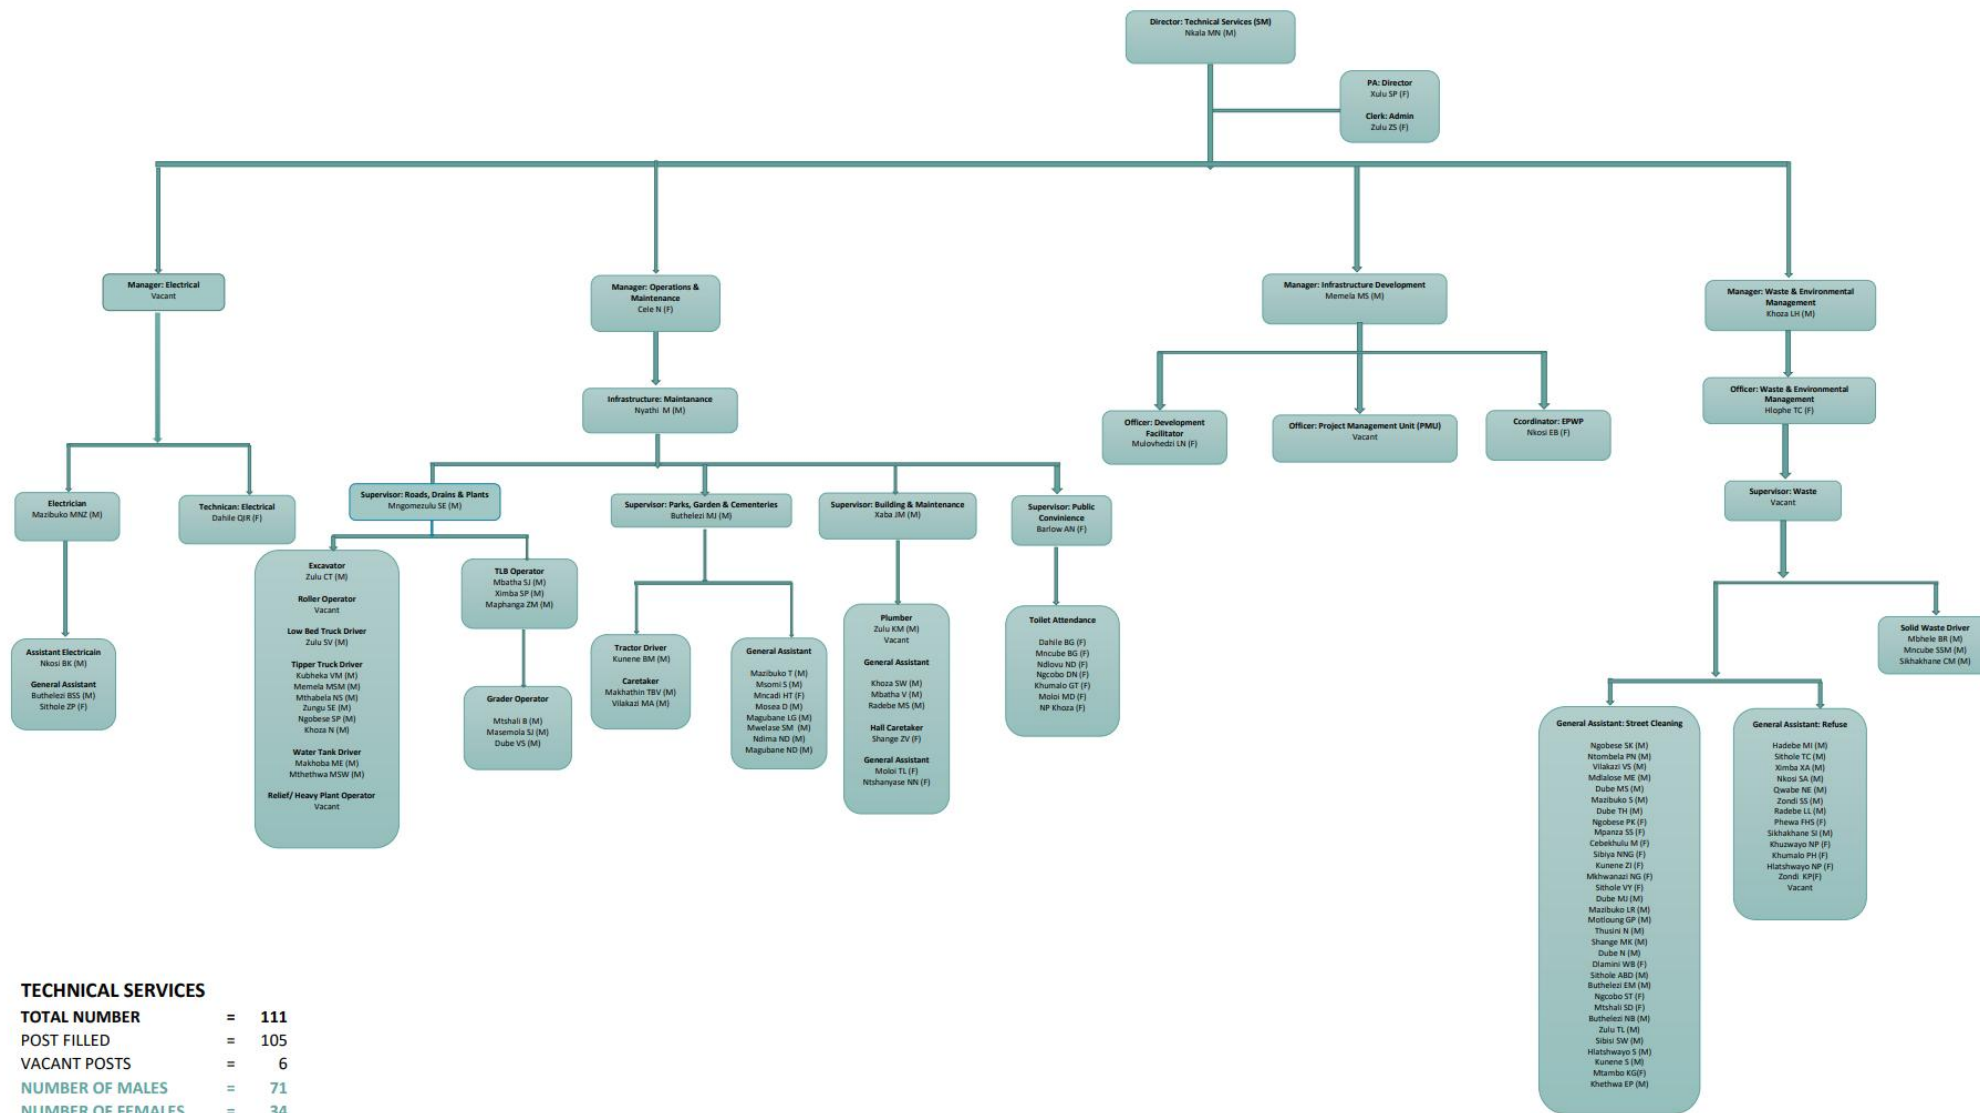 Director: Technical Services (SM)
Nkala MN (M)
PA: Director
Xulu SP (F)
Clerk: Admin
Zulu ZS (F)
Manager: Electrical
Vacant
Manager: Operations &
Maintenance
Cele N (F)
Manager: Infrastructure Development
Memela MS (M)
Manager: Waste & Environmental
Management
Khoza LH (M)
Infrastructure: Maintanance
Nyathi M (M)
Officer: Waste & Environmental
Management
Hlophe TC (F)
Officer: Development
Facilitator
Mulovhedzi LN (F)
Officer: Project Management Unit (PMU)
Vacant
Ccordinator: EPWP
Nkosi EB (F)
Electrician
Mazibuko MNZ (M)
Technican: Electrical
Dahile QJR (F)
Supervisor: Roads, Drains & Plants
Mngomezulu SE (M)
Supervisor: Parks, Garden & Cementeries
Buthelezi MJ (M)
Supervisor: Building & Maintenance
Xaba JM (M)
Supervisor: Public
Convinience
Barlow AN (F)
Supervisor: Waste
Vacant
Assistant Electricain
Nkosi BK (M)
General Assistant
Buthelezi BSS (M)
Sithole ZP (F)
Excavator
Zulu CT (M)
Roller Operator
Vacant
Low Bed Truck Driver
Zulu SV (M)
Tipper Truck Driver
Kubheka VM (M)
Memela MSM (M)
Mthabela NS (M)
Zungu SE (M)
Ngobese SP (M)
Khoza N (M)
Water Tank Driver
Makhoba ME (M)
Mthethwa MSW (M)
Relief/ Heavy Plant Operator
Vacant
TLB Operator
Mbatha SJ (M)
Ximba SP (M)
Maphanga ZM (M)
Grader Operator
Mtshali B (M)
Masemola SJ (M)
Dube VS (M)
Tractor Driver
Kunene BM (M)
Caretaker
Makhathin TBV (M)
Vilakazi MA (M)
General Assistant
Mazibuko T (M)
Msomi S (M)
Mncadi HT (F)
Mosea D (M)
Magubane LG (M)
Mwelase SM (M)
Ndima ND (M)
Magubane ND (M)
Plumber
Zulu KM (M)
Vacant
General Assistant
Khoza SW (M)
Mbatha V (M)
Radebe MS (M)
Hall Caretaker
Shange ZV (F)
General Assistant
Moloi TL (F)
Ntshanyase NN (F)
Toilet Attendance
Dahile BG (F)
Mncube BG (F)
Ndlovu ND (F)
Ngcobo DN (F)
Khumalo GT (F)
Moloi MD (F)
NP Khoza (F)
Solid Waste Driver
Mbhele BR (M)
Mncube SSM (M)
Sikhakhane CM (M)
General Assistant: Street Cleaning
Ngobese SK (M)
Ntombela PN (M)
Vilakazi VS (M)
Mdlalose ME (M)
Dube MS (M)
Mazibuko S (M)
Dube TH (M)
Ngobese PK (F)
Mpanza SS (F)
Cebekhulu M (F)
Sibiya NNG (F)
Kunene ZJ (F)
Mkhwanazi NG (F)
Sithole VY (F)
Dube MJ (M)
Mazibuko LR (M)
Motloung GP (M)
Thusini N (M)
Shange MK (M)
Dube N (M)
Dlamini WB (F)
Sithole ABD (M)
Buthelezi EM (M)
Ngcobo ST (F)
Mtshali SD (F)
Buthelezi NB (M)
Zulu TL (M)
Sibisi SW (M)
Hlatshwayo S (M)
Kunene S (M)
Mtambo KG(F)
Khethwa EP (M)
General Assistant: Refuse
Hadebe MI (M)
Sithole TC (M)
Ximba XA (M)
Nkosi SA (M)
Qwabe NE (M)
Zondi SS (M)
Radebe LL (M)
Phewa FHS (F)
Sikhakhane SI (M)
Khuzwayo NP (F)
Khumalo PH (F)
Hlatshwayo NP (F)
Zondi KP(F)
Vacant
TECHNICAL SERVICES
TOTAL NUMBER = 111
POST FILLED = 105
VACANT POSTS = 6
NUMBER OF MALES = 71
NUMBER OF FEMALES = 34